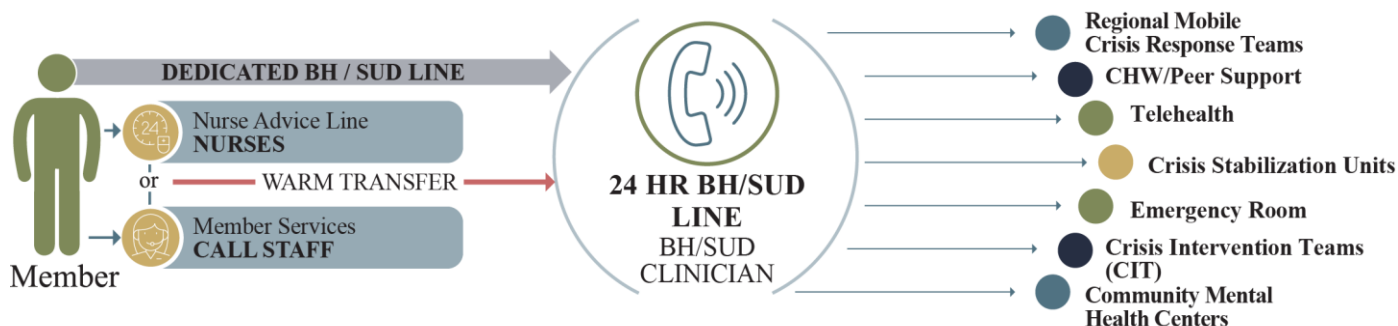 DEDICATED BH / SUD LINE
24
Nurse Advice Line
NURSES
or
WARM TRANSFER
Member Services
CALL STAFF
Member
24 HR BH/SUD
LINE
BH/SUD
CLINICIAN
Regional Mobile
Crisis Response Teams
CHW/Peer Support
Telehealth
Crisis Stabilization Units
Emergency Room
Crisis Intervention Teams
(CIT)
Community Mental
Health Centers